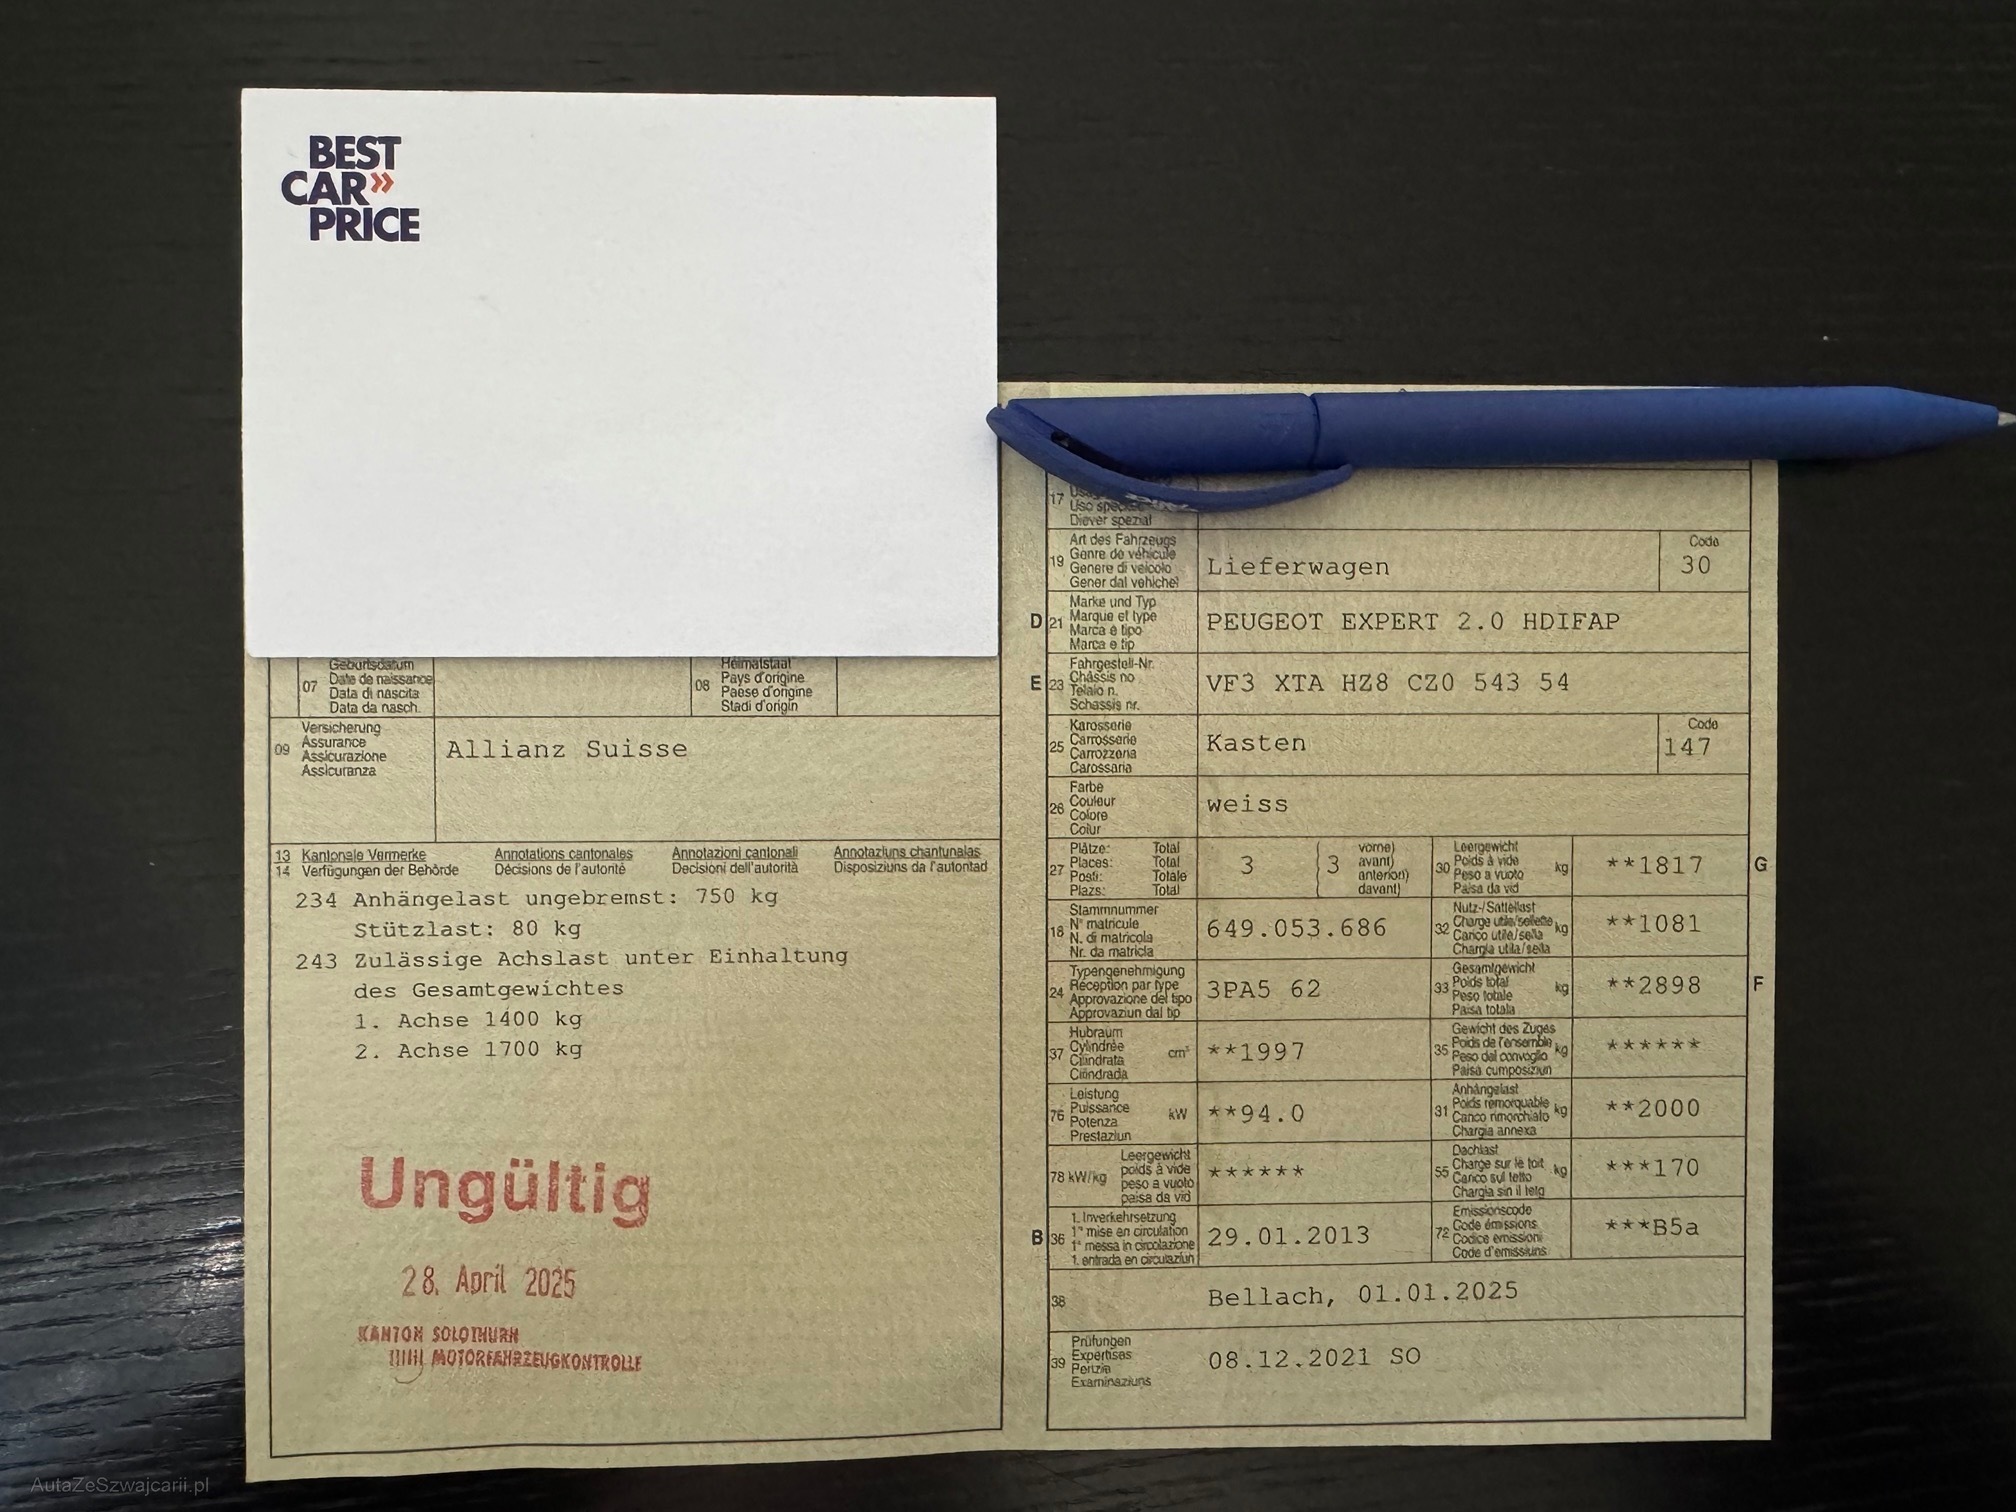 BEST
CAR»
PRICE
07
Geburtsdatum
Date de naissance
Data di nascita
Data da nasch.
08
Heimatstaat
Pays d'origine
Paese d'origine
Stadi d'origin
09
Versicherung
Assurance
Assicurazione
Assicuranza
Allianz Suisse
13 Kantonale Vermerke Annotations cantonales Annotazioni cantonali Annotaziuns chantunalas
14 Verfügungen der Behörde Décisions de l'autorité Decisioni dell'autorità Disposiziuns da l'autoritad
234 Anhängelast ungebremst: 750 kg
Stützlast: 80 kg
243 Zulässige Achslast unter Einhaltung
des Gesamtgewichtes
1. Achse 1400 kg
2. Achse 1700 kg
Ungültig
28. April 2025
KANTON SOLOTHURN
MOTORFAHRZEUGKONTROLLE
17
Uso speciale
Diever spezial
19
Art des Fahrzeugs
Genre de véhicule
Genere di veicolo
Gener dal vehichel
Lieferwagen
Code
30
D 21
Marke und Typ
Marque et type
Marca e tipo
Marca e tip
PEUGEOT EXPERT 2.0 HDIFAP
E 23
Fahrgestell-Nr.
Châssis no
Telaio n.
Schassis nr.
VF3 XTA HZ8 CZ0 543 54
25
Karosserie
Carrosserie
Carrozzeria
Carossaria
Kasten
Code
147
26
Farbe
Couleur
Colore
Colur
weiss
27
Plätze: Total
Places: Total
Posti: Totale
Plazs: Total
3
(3
vorne)
avant)
anteriori)
davant)
30
Leergewicht
Poids à vide
Peso a vuoto
Paisa da vid
kg
**1817
G
18
Stammnummer
N° matricule
N. di matricola
Nr. da matricla
649.053.686
32
Nutz-/Sattellast
Charge utile/sellette
Carico utile/sella
Chargia utila/sella
kg
**1081
24
Typengenehmigung
Réception par type
Approvazione del tipo
Approvaziun dal tip
3PA5 62
33
Gesamtgewicht
Poids total
Peso totale
Paisa totala
kg
**2898
F
37
Hubraum
Cylindrée
Cilindrata
Cilindrada
cm³
**1997
35
Gewicht des Zuges
Poids de l'ensemble
Peso del convoglio
Paisa cumposiziun
kg
******
76
Leistung
Puissance
Potenza
Prestaziun
kW
**94.0
31
Anhängelast
Poids remorquable
Carico rimorchiato
Chargia annexa
kg
**2000
78 kW/kg
Leergewicht
poids à vide
peso a vuoto
paisa da vid
******
55
Dachlast
Charge sur le toit
Carico sul tetto
Chargia sin il tetg
kg
***170
B 36
1. Inverkehrsetzung
1re mise en circulation
1a messa in circolazione
1. entrada en circulaziun
29.01.2013
72
Emissionscode
Code émissions
Codice emissioni
Code d'emissiuns
***B5a
38
Bellach, 01.01.2025
39
Prüfungen
Expertises
Perizie
Examinaziuns
08.12.2021 SO
AutaZeSzwajcarii.pl